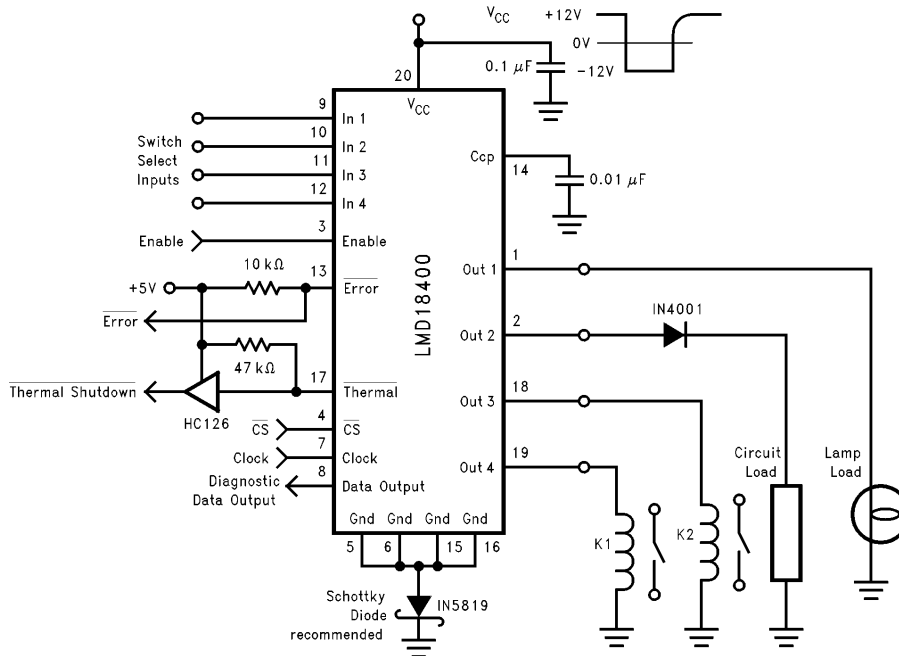 V_CC
+12V
0V
-12V
0.1 μF
20
V_CC
9
In 1
10
In 2
11
In 3
12
In 4
Switch
Select
Inputs
3
Enable
Enable
Ccp
14
0.01 μF
10 kΩ
13
+5V
Error
Error
47 kΩ
17
Thermal Shutdown
Thermal
HC126
4
CS
CS
7
Clock
Clock
8
Diagnostic
Data Output
Data Output
LMD18400
Out 1
1
Out 2
2
IN4001
Out 3
18
Out 4
19
Circuit
Load
Lamp
Load
K1
K2
Gnd
Gnd
Gnd
Gnd
5
6
15
16
Schottky
Diode
recommended
IN5819